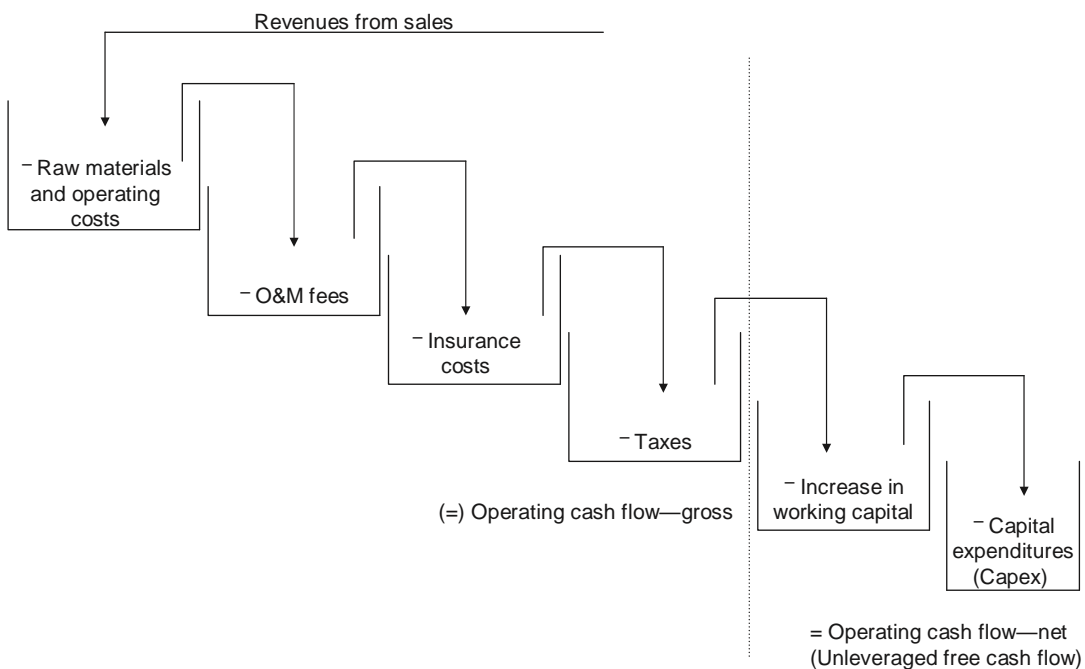 Revenues from sales
– Raw materials
and operating
costs
– O&M fees
– Insurance
costs
– Taxes
– Increase in
working capital
(=) Operating cash flow—gross
– Capital
expenditures
(Capex)
= Operating cash flow—net
(Unleveraged free cash flow)